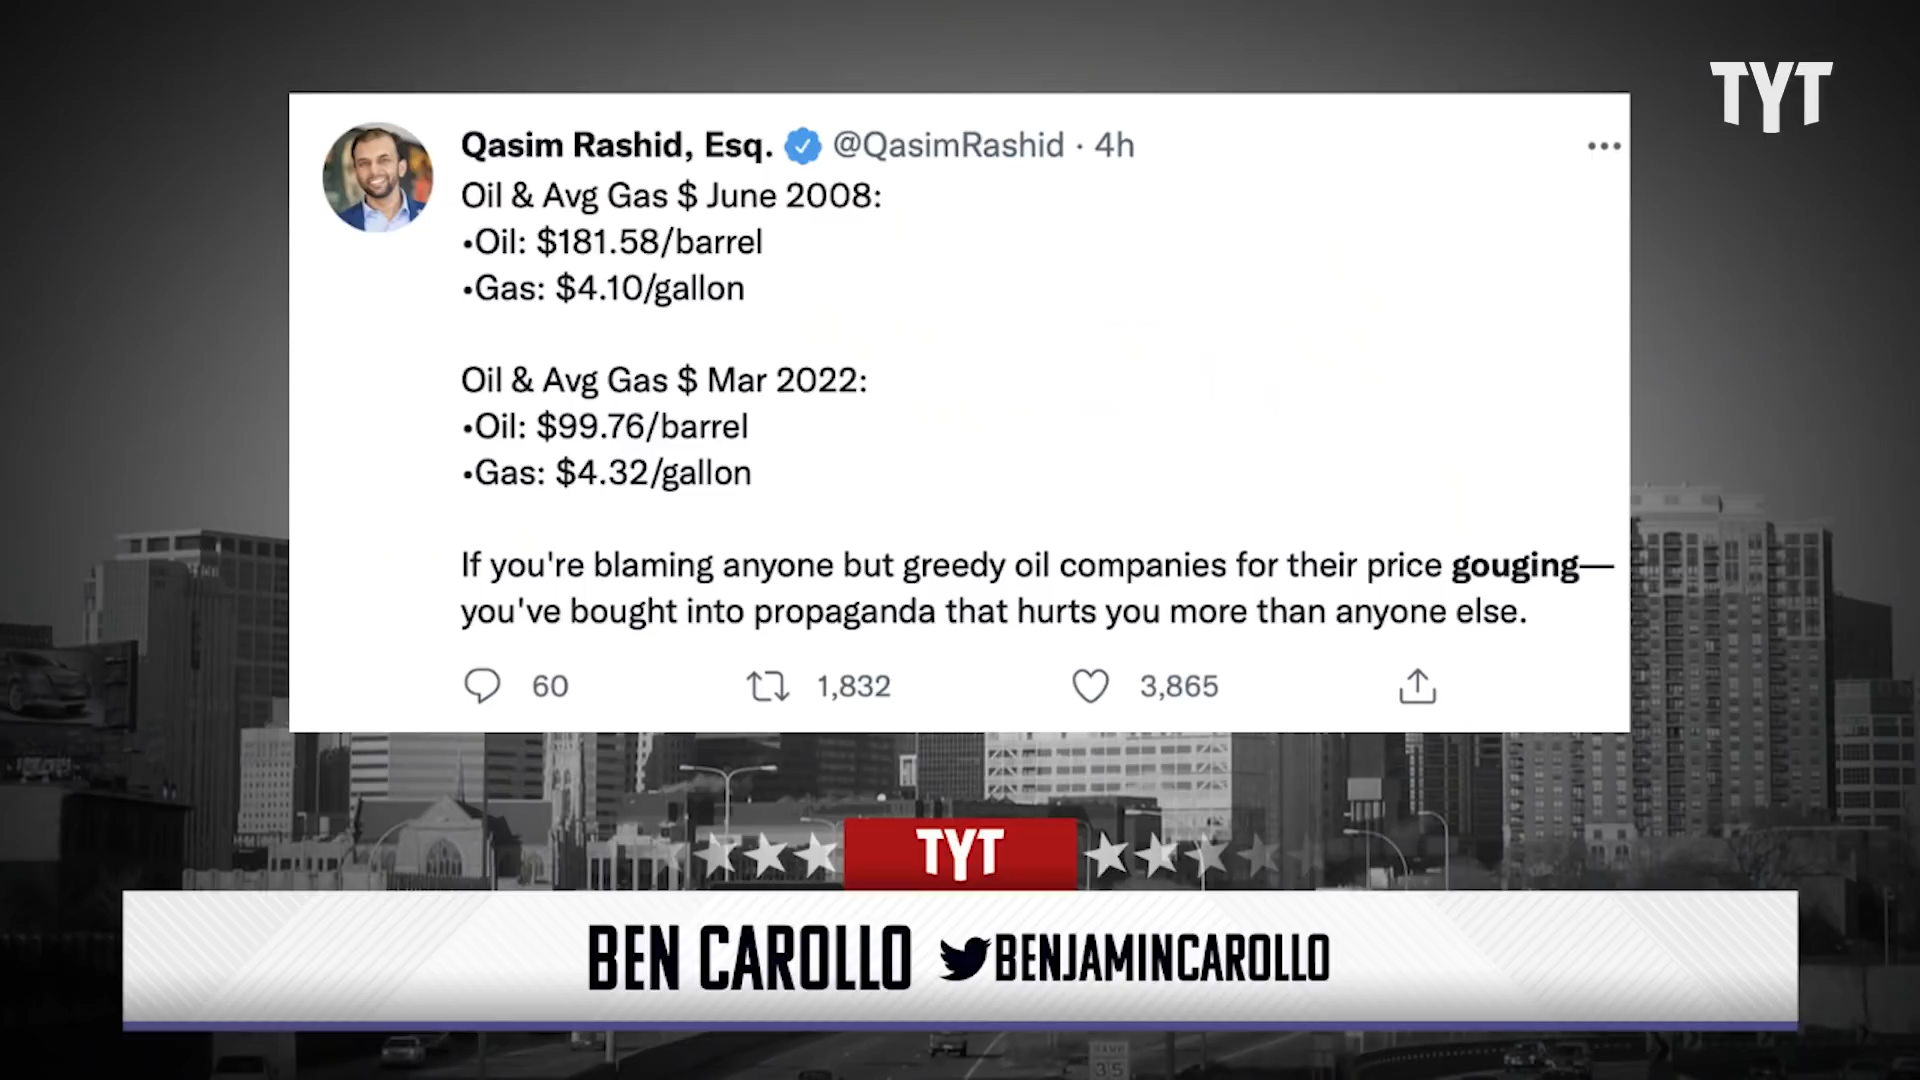 TYT
Qasim Rashid, Esq. @QasimRashid · 4h
Oil & Avg Gas $ June 2008:
•Oil: $181.58/barrel
•Gas: $4.10/gallon
Oil & Avg Gas $ Mar 2022:
•Oil: $99.76/barrel
•Gas: $4.32/gallon
If you're blaming anyone but greedy oil companies for their price gouging—
you've bought into propaganda that hurts you more than anyone else.
60 1,832 3,865
TYT
BEN CAROLLO BENJAMINCAROLLO
35